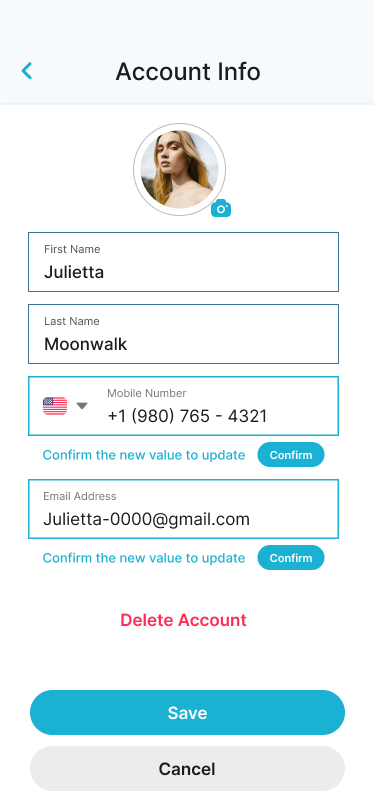 Account Info
First Name
Julietta
Last Name
Moonwalk
Mobile Number
+1 (980) 765 - 4321
Confirm the new value to update Confirm
Email Address
Julietta-0000@gmail.com
Confirm the new value to update Confirm
Delete Account
Save
Cancel